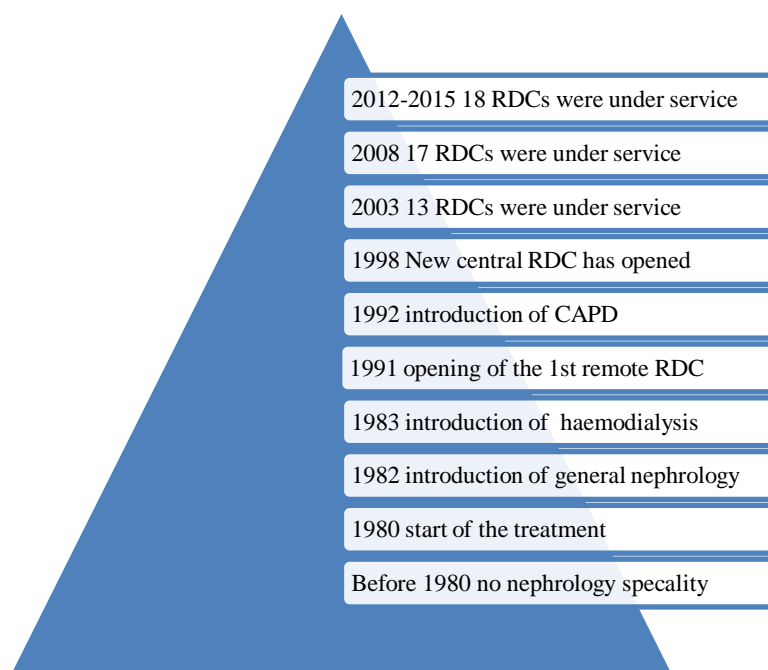 2012-2015 18 RDCs were under service
2008 17 RDCs were under service
2003 13 RDCs were under service
1998 New central RDC has opened
1992 introduction of CAPD
1991 opening of the 1st remote RDC
1983 introduction of  haemodialysis
1982 introduction of general nephrology
1980 start of the treatment
Before 1980 no nephrology specality